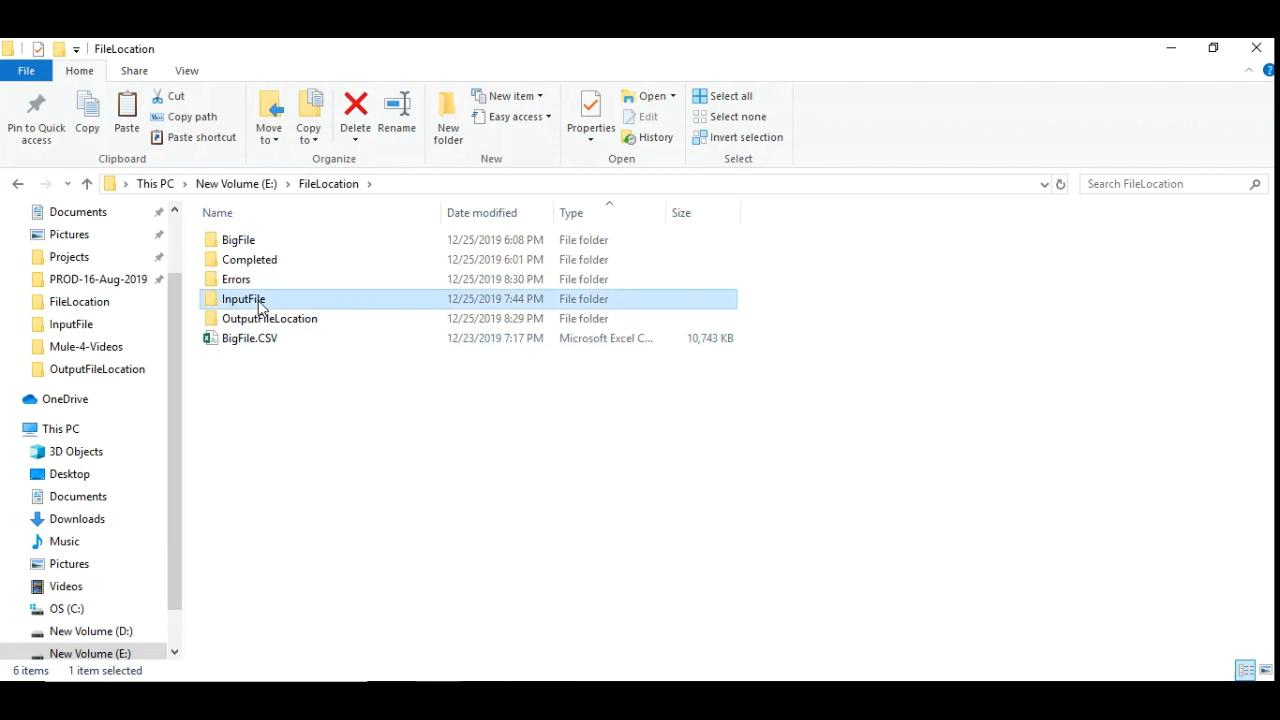 FileLocation
File Home Share View
Pin to Quick access
Copy
Paste
Cut
Copy path
Paste shortcut
Clipboard
Move to
Copy to
Delete
Rename
Organize
New folder
New item
Easy access
New
Properties
Open
Edit
History
Open
Select all
Select none
Invert selection
Select
This PC New Volume (E:) FileLocation
Search FileLocation
Documents
Pictures
Projects
PROD-16-Aug-2019
FileLocation
InputFile
Mule-4-Videos
OutputFileLocation
OneDrive
This PC
3D Objects
Desktop
Documents
Downloads
Music
Pictures
Videos
OS (C:)
New Volume (D:)
New Volume (E:)
Name Date modified Type Size
BigFile 12/25/2019 6:08 PM File folder
Completed 12/25/2019 6:01 PM File folder
Errors 12/25/2019 8:30 PM File folder
InputFile 12/25/2019 7:44 PM File folder
OutputFileLocation 12/25/2019 8:29 PM File folder
BigFile.CSV 12/23/2019 7:17 PM Microsoft Excel C... 10,743 KB
6 items 1 item selected